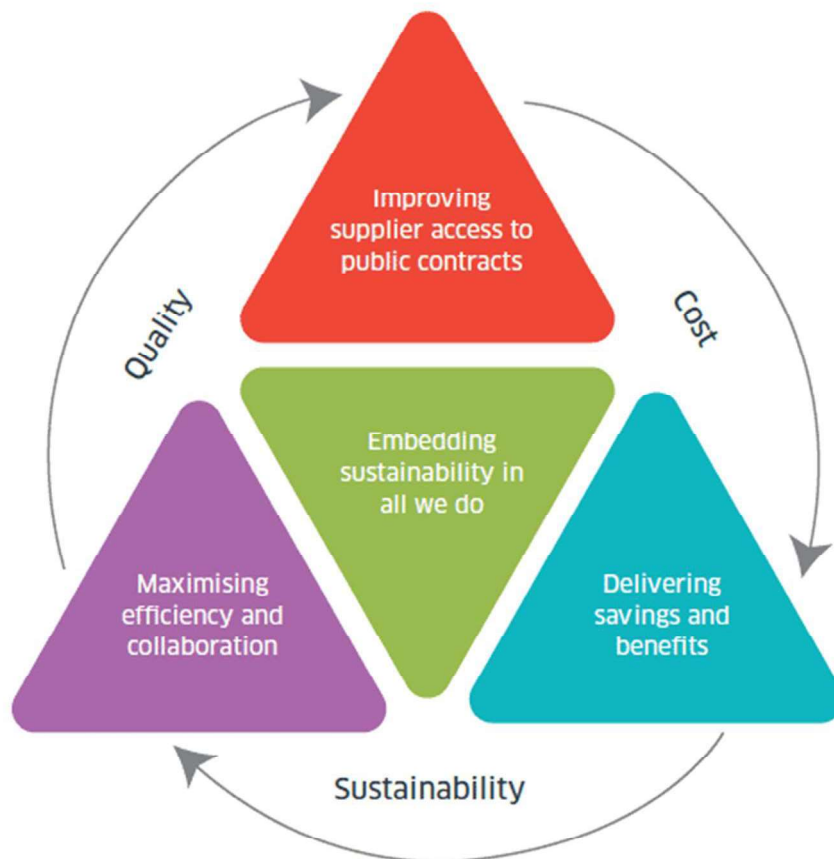 Improving
supplier access to
public contracts
Quality
Cost
Embedding
sustainability in
all we do
Maximising
efficiency and
collaboration
Delivering
savings and
benefits
Sustainability